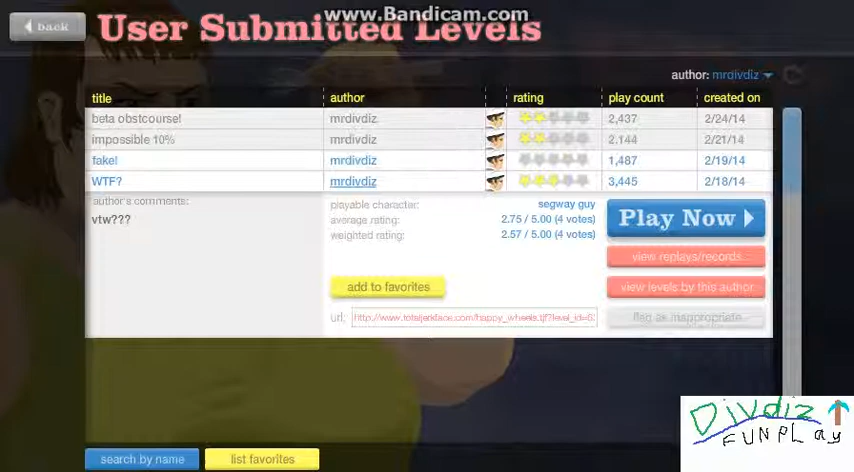 www.Bandicam.com
back
User Submitted Levels
author: mrdivdiz
title author rating play count created on
beta obstcourse! mrdivdiz 2,437 2/24/14
impossible 10% mrdivdiz 2,144 2/21/14
fake! mrdivdiz 1,487 2/19/14
WTF? mrdivdiz 3,445 2/18/14
author's comments:
vtw???
playable character: segway guy
average rating: 2.75 / 5.00 (4 votes)
weighted rating: 2.57 / 5.00 (4 votes)
Play Now
view replays/records
add to favorites
view levels by this author
url: http://www.totaljerkface.com/happy_wheels.tjf?level_id=6
flag as inappropriate
Divdiz
FUNPLay
search by name
list favorites